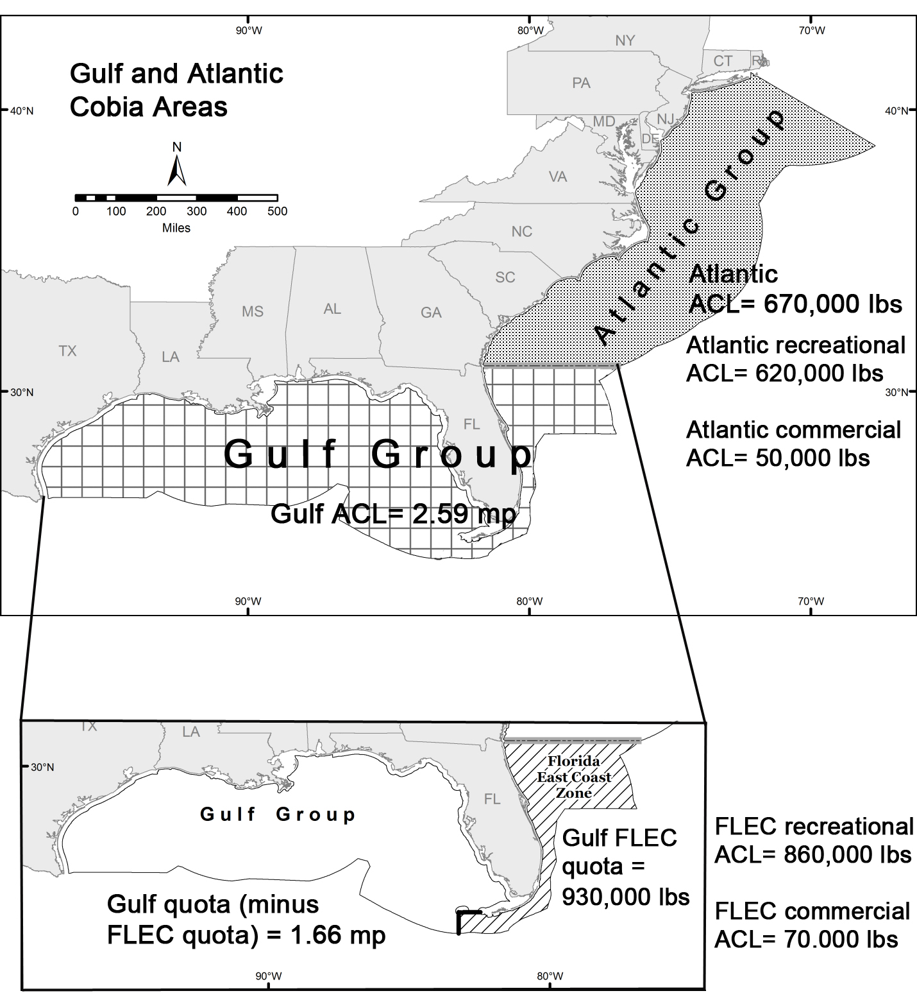 90°W
80°W
70°W
Gulf and Atlantic
Cobia Areas
NY
CT
RI
PA
40°N
40°N
MD
NJ
DE
N
VA
0 100 200 300 400 500
Miles
NC
SC
MS
AL
GA
TX
LA
FL
Atlantic Group
Atlantic
ACL= 670,000 lbs
Atlantic recreational
ACL= 620,000 lbs
30°N
30°N
Atlantic commercial
ACL= 50,000 lbs
Gulf Group
Gulf ACL= 2.59 mp
90°W
80°W
70°W
TX
LA
30°N
Florida
East Coast
Zone
FL
Gulf Group
Gulf FLEC
quota =
930,000 lbs
FLEC recreational
ACL= 860,000 lbs
Gulf quota (minus
FLEC quota) = 1.66 mp
FLEC commercial
ACL= 70.000 lbs
90°W
80°W